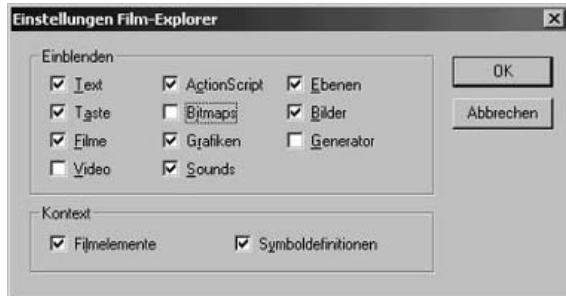 Einstellungen Film-Explorer
Einblenden
Text ActionScript Ebenen
Taste Bitmaps Bilder
Filme Grafiken Generator
Video Sounds
OK
Abbrechen
Kontext
Filmelemente Symboldefinitionen